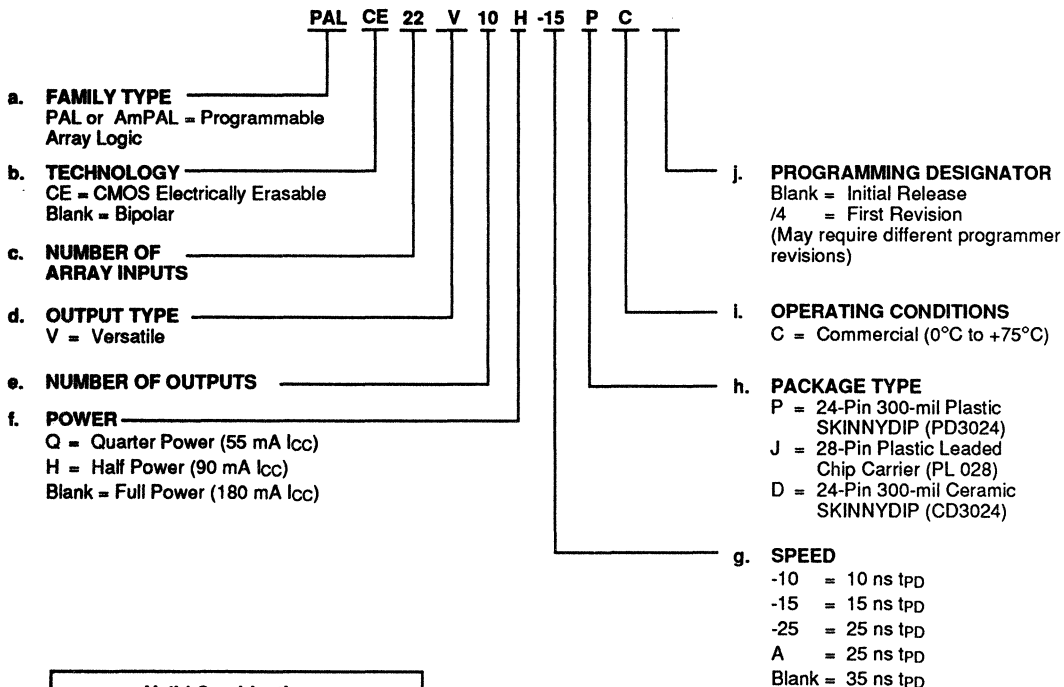 PAL CE 22 V 10 H -15 P C
a. FAMILY TYPE
PAL or AmPAL = Programmable
Array Logic
b. TECHNOLOGY
CE = CMOS Electrically Erasable
Blank = Bipolar
c. NUMBER OF
ARRAY INPUTS
d. OUTPUT TYPE
V = Versatile
e. NUMBER OF OUTPUTS
f. POWER
Q = Quarter Power (55 mA ICC)
H = Half Power (90 mA ICC)
Blank = Full Power (180 mA ICC)
j. PROGRAMMING DESIGNATOR
Blank = Initial Release
/4 = First Revision
(May require different programmer
revisions)
i. OPERATING CONDITIONS
C = Commercial (0°C to +75°C)
h. PACKAGE TYPE
P = 24-Pin 300-mil Plastic
SKINNYDIP (PD3024)
J = 28-Pin Plastic Leaded
Chip Carrier (PL 028)
D = 24-Pin 300-mil Ceramic
SKINNYDIP (CD3024)
g. SPEED
-10 = 10 ns tPD
-15 = 15 ns tPD
-25 = 25 ns tPD
A = 25 ns tPD
Blank = 35 ns tPD